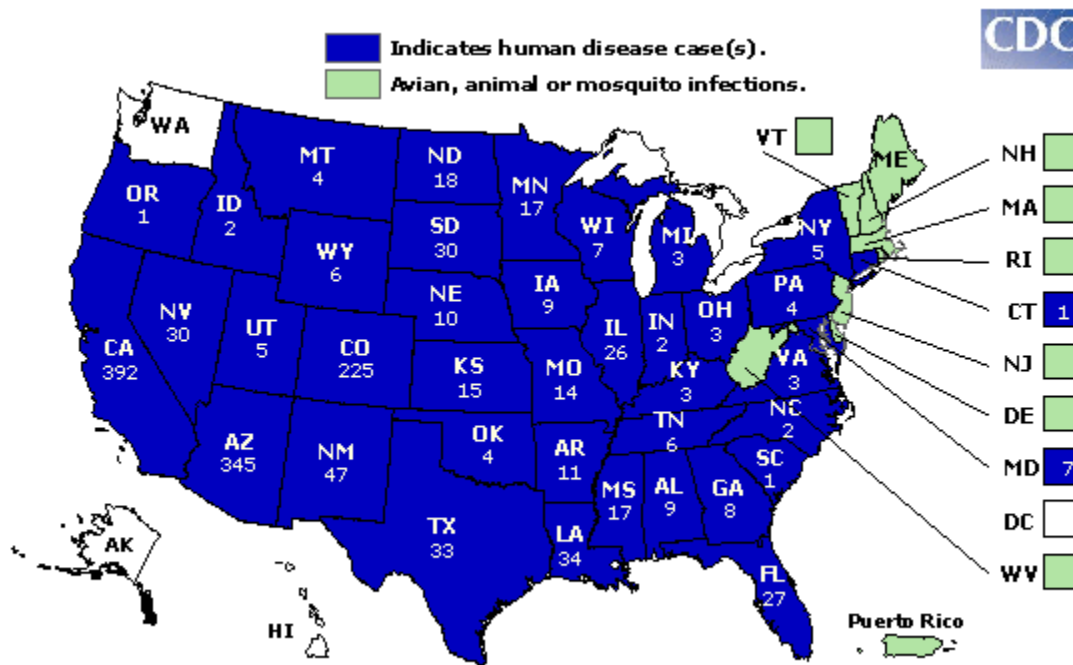 CDC
Indicates human disease case(s).
Avian, animal or mosquito infections.
WA
VT
ME
NH
MT
4
ND
18
MN
17
OR
1
ID
2
WI
7
MI
3
NY
5
MA
SD
30
WY
6
RI
IA
9
NE
10
PA
4
CT 1
NV
30
UT
5
CO
225
CA
392
IL
26
IN
2
OH
3
NJ
KS
15
MO
14
KY
3
VA
3
DE
AZ
345
NM
47
OK
4
AR
11
TN
6
NC
2
SC
1
MD 7
MS
17
AL
9
GA
8
DC
TX
33
LA
34
FL
27
WV
AK
HI
Puerto Rico